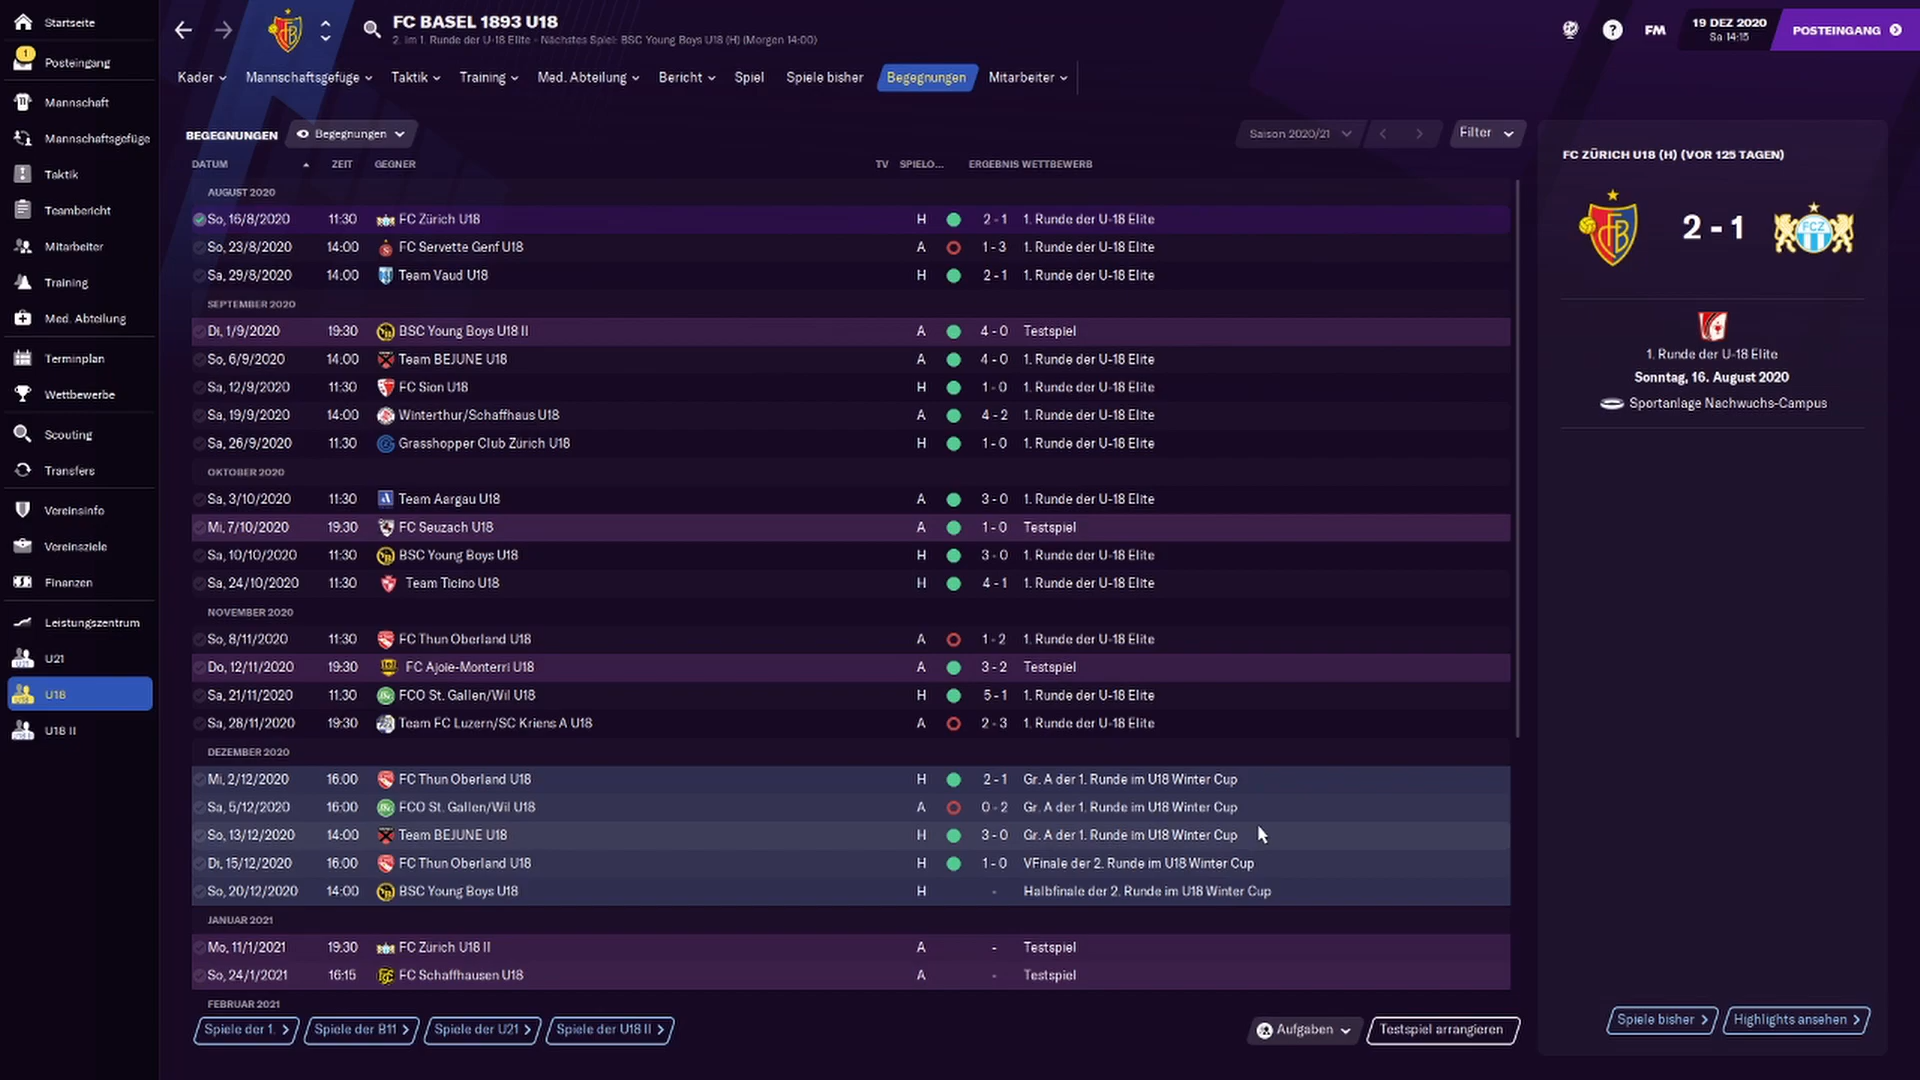 Startseite
1
Posteingang
Mannschaft
Mannschaftsgefüge
Taktik
Teambericht
Mitarbeiter
Training
Med. Abteilung
Terminplan
Wettbewerbe
Scouting
Transfers
Vereinsinfo
Vereinsziele
Finanzen
Leistungszentrum
U21
U18
U18 II
FC BASEL 1893 U18
2. im 1. Runde der U-18 Elite - Nächstes Spiel: BSC Young Boys U18 (H) (Morgen 14:00)
FM
19 DEZ 2020
Sa 14:15
POSTEINGANG
Kader Mannschaftsgefüge Taktik Training Med. Abteilung Bericht Spiel Spiele bisher Begegnungen Mitarbeiter
BEGEGNUNGEN Begegnungen Saison 2020/21 Filter
DATUM ZEIT GEGNER TV SPIELO... ERGEBNIS WETTBEWERB
AUGUST 2020
So, 16/8/2020 11:30 FC Zürich U18 H 2 - 1 1. Runde der U-18 Elite
So, 23/8/2020 14:00 FC Servette Genf U18 A 1 - 3 1. Runde der U-18 Elite
Sa, 29/8/2020 14:00 Team Vaud U18 H 2 - 1 1. Runde der U-18 Elite
SEPTEMBER 2020
Di, 1/9/2020 19:30 BSC Young Boys U18 II A 4 - 0 Testspiel
So, 6/9/2020 14:00 Team BEJUNE U18 A 4 - 0 1. Runde der U-18 Elite
Sa, 12/9/2020 11:30 FC Sion U18 H 1 - 0 1. Runde der U-18 Elite
Sa, 19/9/2020 14:00 Winterthur/Schaffhaus U18 A 4 - 2 1. Runde der U-18 Elite
Sa, 26/9/2020 11:30 Grasshopper Club Zürich U18 H 1 - 0 1. Runde der U-18 Elite
OKTOBER 2020
Sa, 3/10/2020 11:30 Team Aargau U18 A 3 - 0 1. Runde der U-18 Elite
Mi, 7/10/2020 19:30 FC Seuzach U18 A 1 - 0 Testspiel
Sa, 10/10/2020 11:30 BSC Young Boys U18 H 3 - 0 1. Runde der U-18 Elite
Sa, 24/10/2020 11:30 Team Ticino U18 H 4 - 1 1. Runde der U-18 Elite
NOVEMBER 2020
So, 8/11/2020 11:30 FC Thun Oberland U18 A 1 - 2 1. Runde der U-18 Elite
Do, 12/11/2020 19:30 FC Ajoie-Monterri U18 A 3 - 2 Testspiel
Sa, 21/11/2020 11:30 FCO St. Gallen/Wil U18 H 5 - 1 1. Runde der U-18 Elite
Sa, 28/11/2020 19:30 Team FC Luzern/SC Kriens A U18 A 2 - 3 1. Runde der U-18 Elite
DEZEMBER 2020
Mi, 2/12/2020 16:00 FC Thun Oberland U18 H 2 - 1 Gr. A der 1. Runde im U18 Winter Cup
Sa, 5/12/2020 16:00 FCO St. Gallen/Wil U18 A 0 - 2 Gr. A der 1. Runde im U18 Winter Cup
So, 13/12/2020 14:00 Team BEJUNE U18 H 3 - 0 Gr. A der 1. Runde im U18 Winter Cup
Di, 15/12/2020 16:00 FC Thun Oberland U18 H 1 - 0 VFinale der 2. Runde im U18 Winter Cup
So, 20/12/2020 14:00 BSC Young Boys U18 H - Halbfinale der 2. Runde im U18 Winter Cup
JANUAR 2021
Mo, 11/1/2021 19:30 FC Zürich U18 II A - Testspiel
So, 24/1/2021 16:15 FC Schaffhausen U18 A - Testspiel
FEBRUAR 2021
Spiele der 1. Spiele der B11 Spiele der U21 Spiele der U18 II Aufgaben Testspiel arrangieren
FC ZÜRICH U18 (H) (VOR 125 TAGEN)
2 - 1
FCZ
1. Runde der U-18 Elite
Sonntag, 16. August 2020
Sportanlage Nachwuchs-Campus
Spiele bisher Highlights ansehen